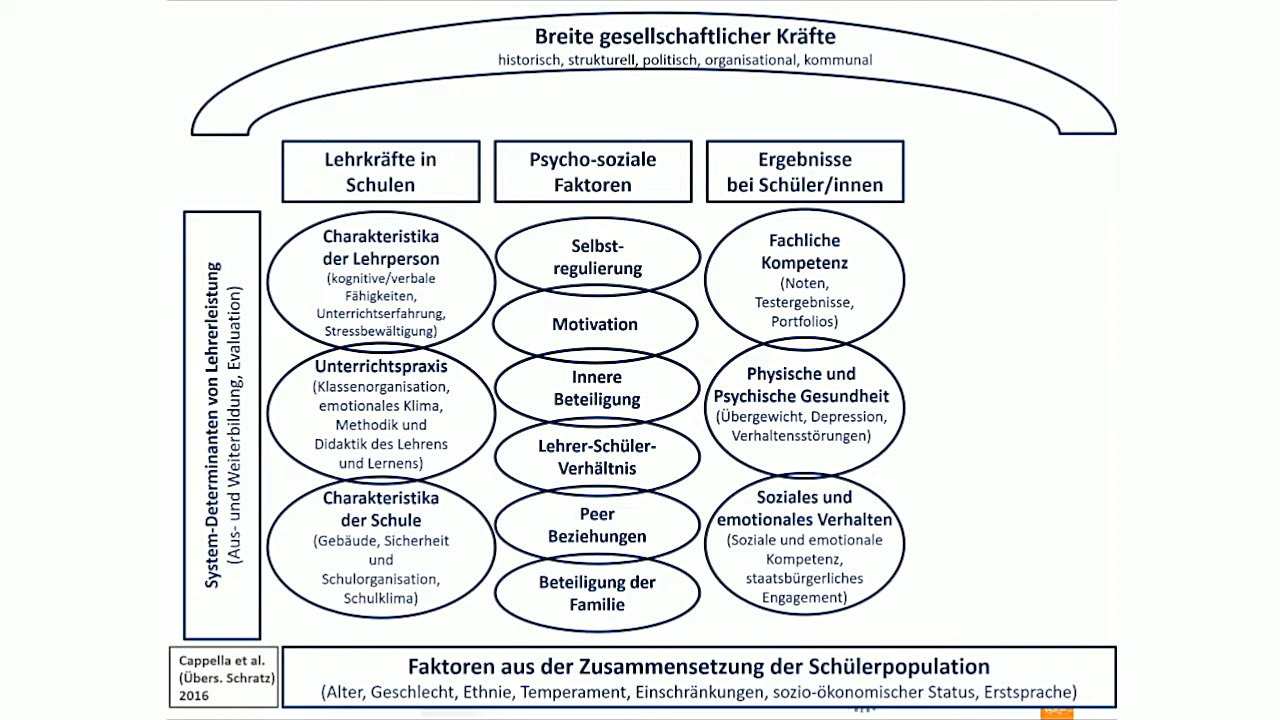 Breite gesellschaftlicher Kräfte
historisch, strukturell, politisch, organisational, kommunal
Lehrkräfte in
Schulen
Psycho-soziale
Faktoren
Ergebnisse
bei Schüler/innen
System-Determinanten von Lehrerleistung
(Aus- und Weiterbildung, Evaluation)
Charakteristika
der Lehrperson
(kognitive/verbale
Fähigkeiten,
Unterrichtserfahrung,
Stressbewältigung)
Unterrichtspraxis
(Klassenorganisation,
emotionales Klima,
Methodik und
Didaktik des Lehrens
und Lernens)
Charakteristika
der Schule
(Gebäude, Sicherheit
und
Schulorganisation,
Schulklima)
Selbst-
regulierung
Motivation
Innere
Beteiligung
Lehrer-Schüler-
Verhältnis
Peer
Beziehungen
Beteiligung der
Familie
Fachliche
Kompetenz
(Noten,
Testergebnisse,
Portfolios)
Physische und
Psychische Gesundheit
(Übergewicht, Depression,
Verhaltensstörungen)
Soziales und
emotionales Verhalten
(Soziale und emotionale
Kompetenz,
staatsbürgerliches
Engagement)
Cappella et al.
(Übers. Schratz)
2016
Faktoren aus der Zusammensetzung der Schülerpopulation
(Alter, Geschlecht, Ethnie, Temperament, Einschränkungen, sozio-ökonomischer Status, Erstsprache)